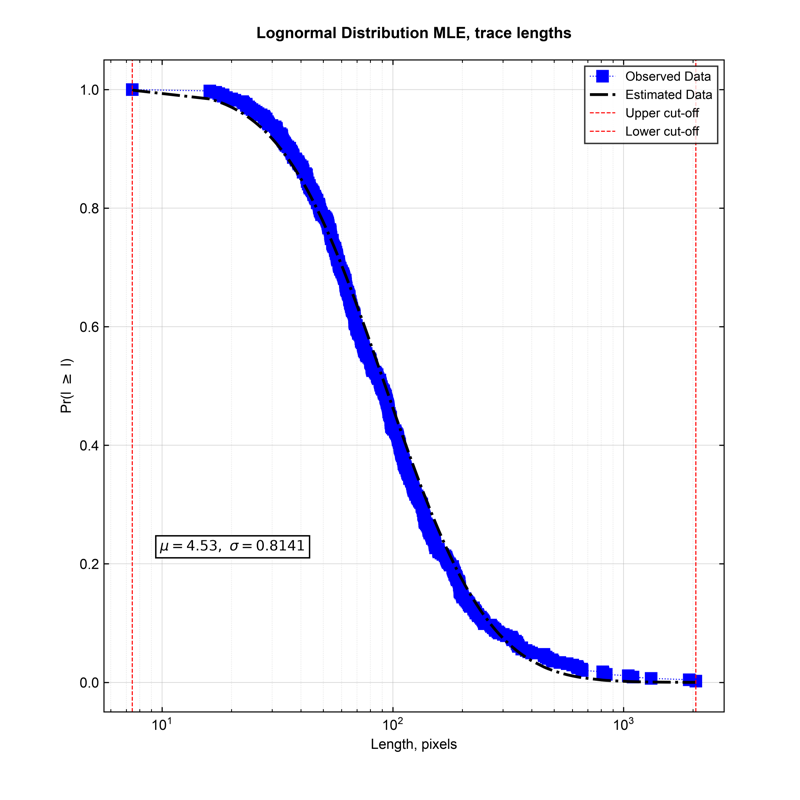 Lognormal Distribution MLE, trace lengths
Observed Data
Estimated Data
Upper cut-off
Lower cut-off
1.0
0.8
0.6
0.4
0.2
0.0
Pr(l ≥ l)
μ = 4.53, σ = 0.8141
10¹
10²
10³
Length, pixels